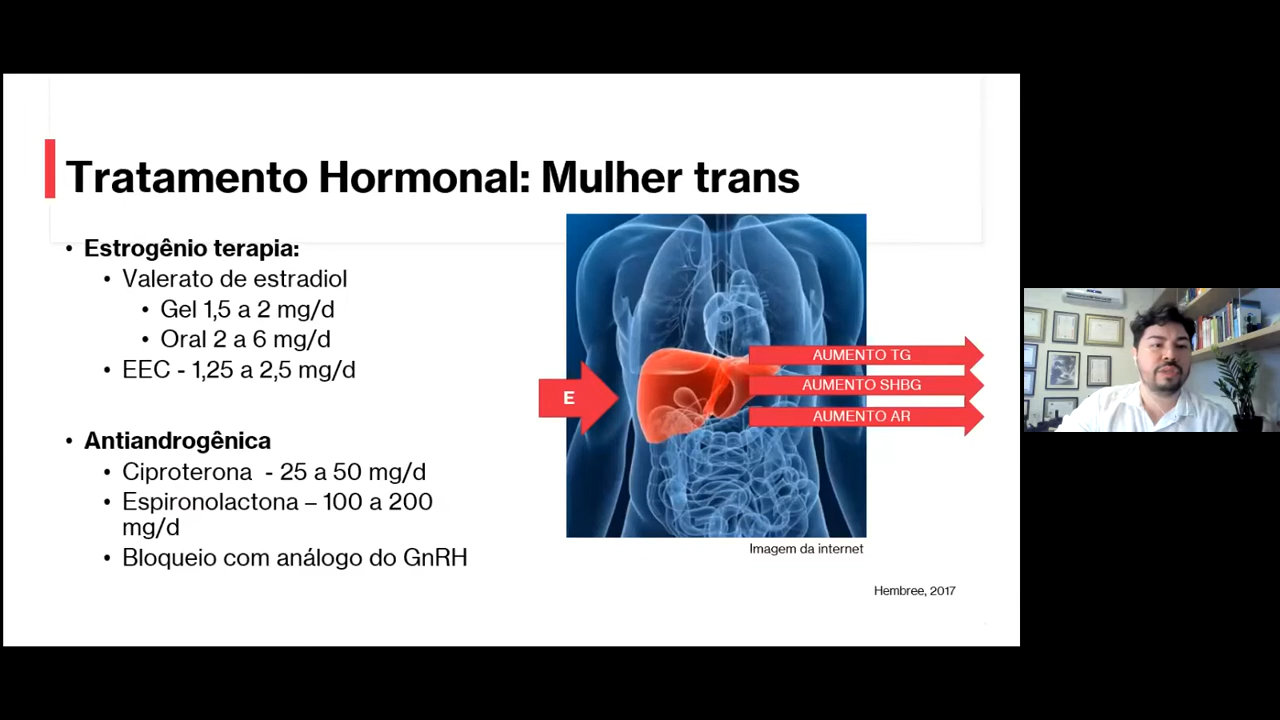 Tratamento Hormonal: Mulher trans
• Estrogênio terapia:
• Valerato de estradiol
• Gel 1,5 a 2 mg/d
• Oral 2 a 6 mg/d
• EEC - 1,25 a 2,5 mg/d
• Antiandrogênica
• Ciproterona - 25 a 50 mg/d
• Espironolactona – 100 a 200
mg/d
• Bloqueio com análogo do GnRH
E
AUMENTO TG
AUMENTO SHBG
AUMENTO AR
Imagem da internet
Hembree, 2017